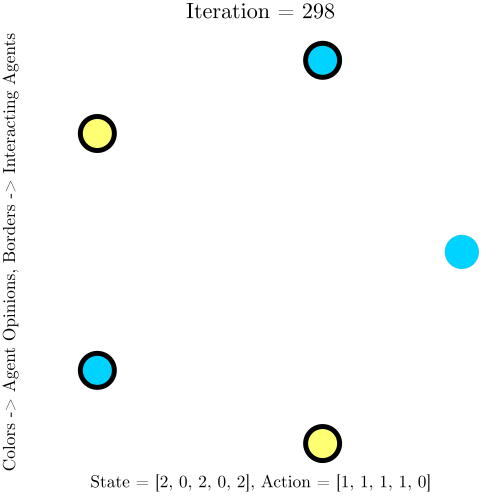 Iteration = 298
Colors -> Agent Opinions, Borders -> Interacting Agents
State = [2, 0, 2, 0, 2], Action = [1, 1, 1, 1, 0]